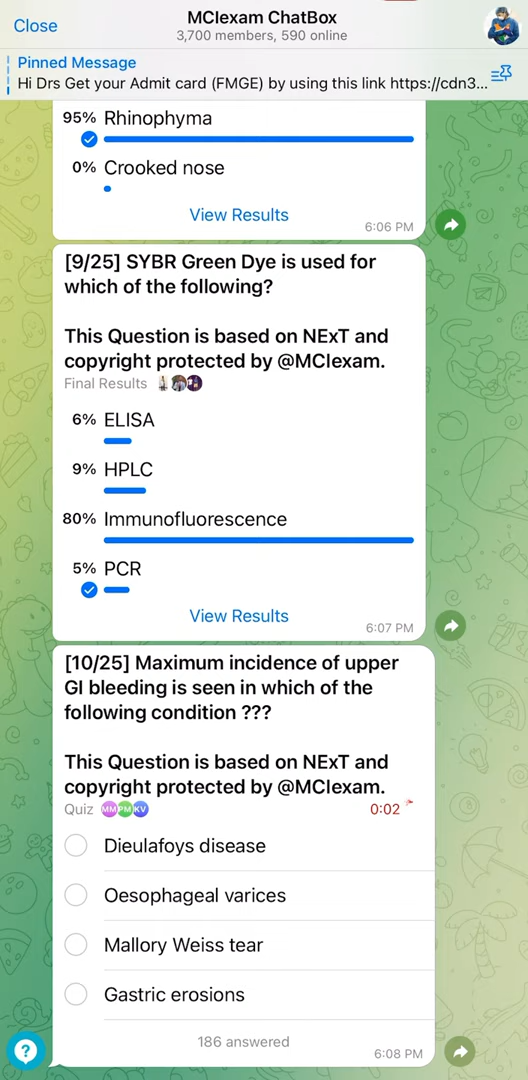 Close
MCIexam ChatBox
3,700 members, 590 online
Pinned Message
Hi Drs Get your Admit card (FMGE) by using this link https://cdn3...
95% Rhinophyma
0% Crooked nose
View Results
6:06 PM
[9/25] SYBR Green Dye is used for
which of the following?
This Question is based on NExT and
copyright protected by @MCIexam.
Final Results
6% ELISA
9% HPLC
80% Immunofluorescence
5% PCR
View Results
6:07 PM
[10/25] Maximum incidence of upper
GI bleeding is seen in which of the
following condition ???
This Question is based on NExT and
copyright protected by @MCIexam.
Quiz MM PM KV 0:02
Dieulafoys disease
Oesophageal varices
Mallory Weiss tear
Gastric erosions
186 answered
6:08 PM
?